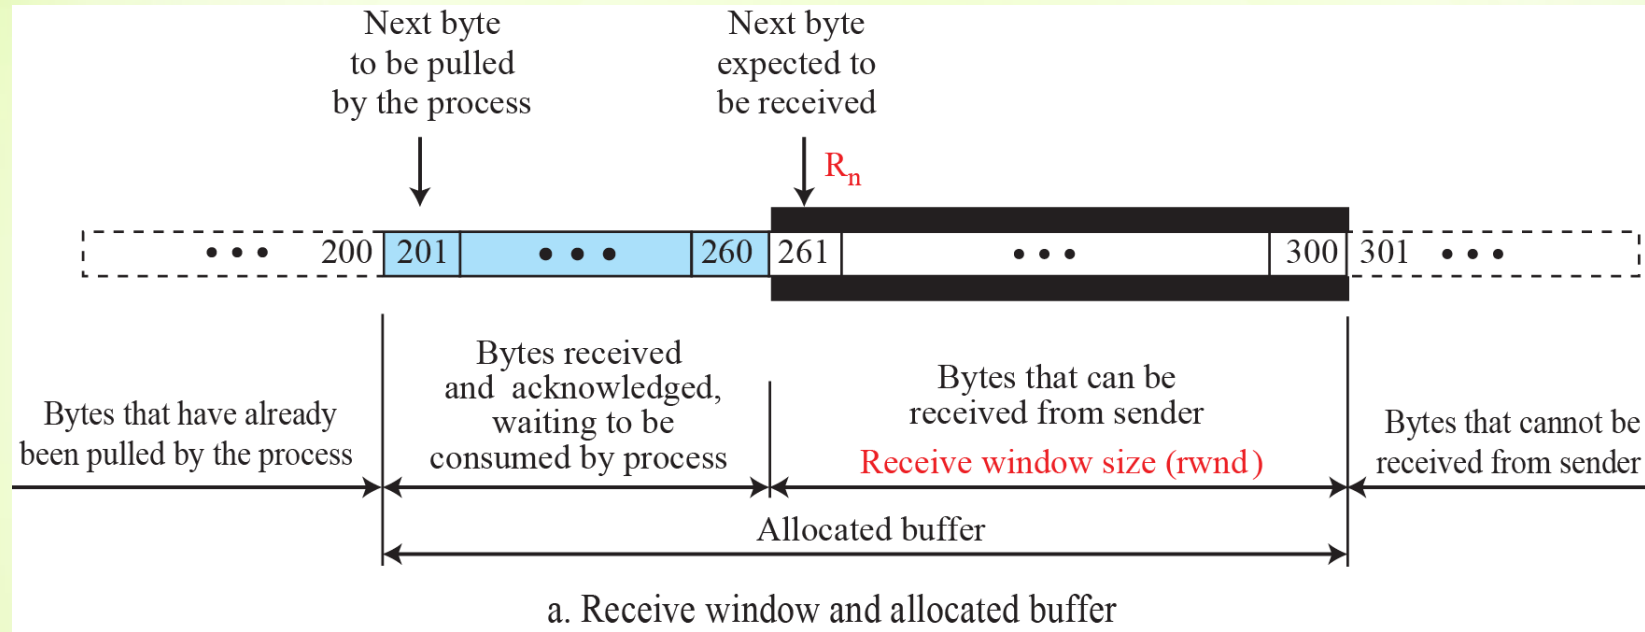 Next byte
to be pulled
by the process
Next byte
expected to
be received
Rn
••• 200 201 ••• 260 261 ••• 300 301 •••
Bytes that have already
been pulled by the process
Bytes received
and acknowledged,
waiting to be
consumed by process
Bytes that can be
received from sender
Receive window size (rwnd)
Bytes that cannot be
received from sender
Allocated buffer
a. Receive window and allocated buffer